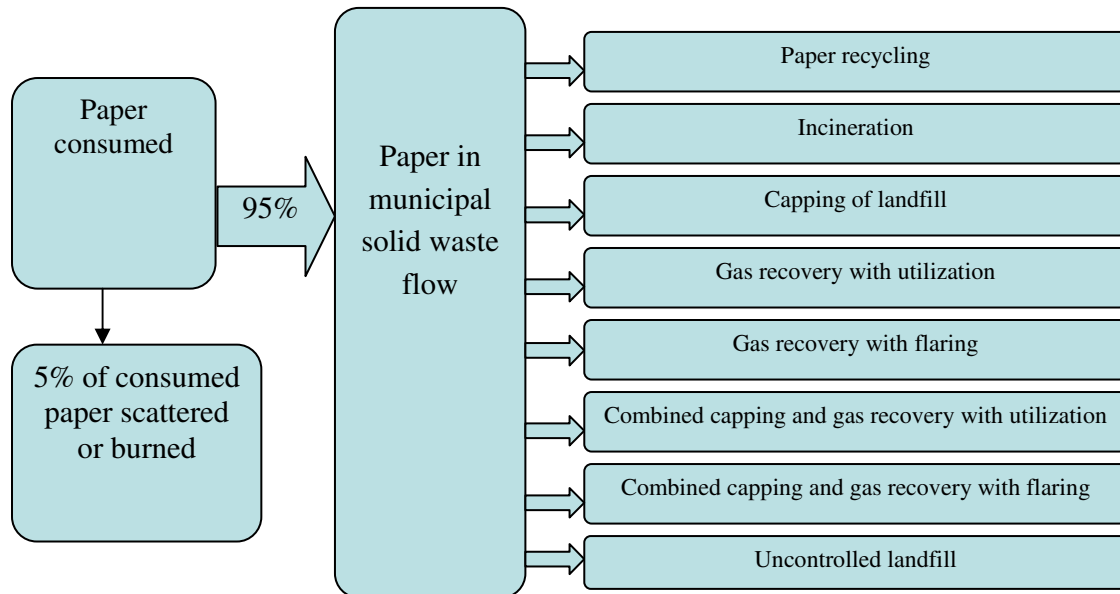 Paper
consumed
95%
5% of consumed
paper scattered
or burned
Paper in
municipal
solid waste
flow
Paper recycling
Incineration
Capping of landfill
Gas recovery with utilization
Gas recovery with flaring
Combined capping and gas recovery with utilization
Combined capping and gas recovery with flaring
Uncontrolled landfill